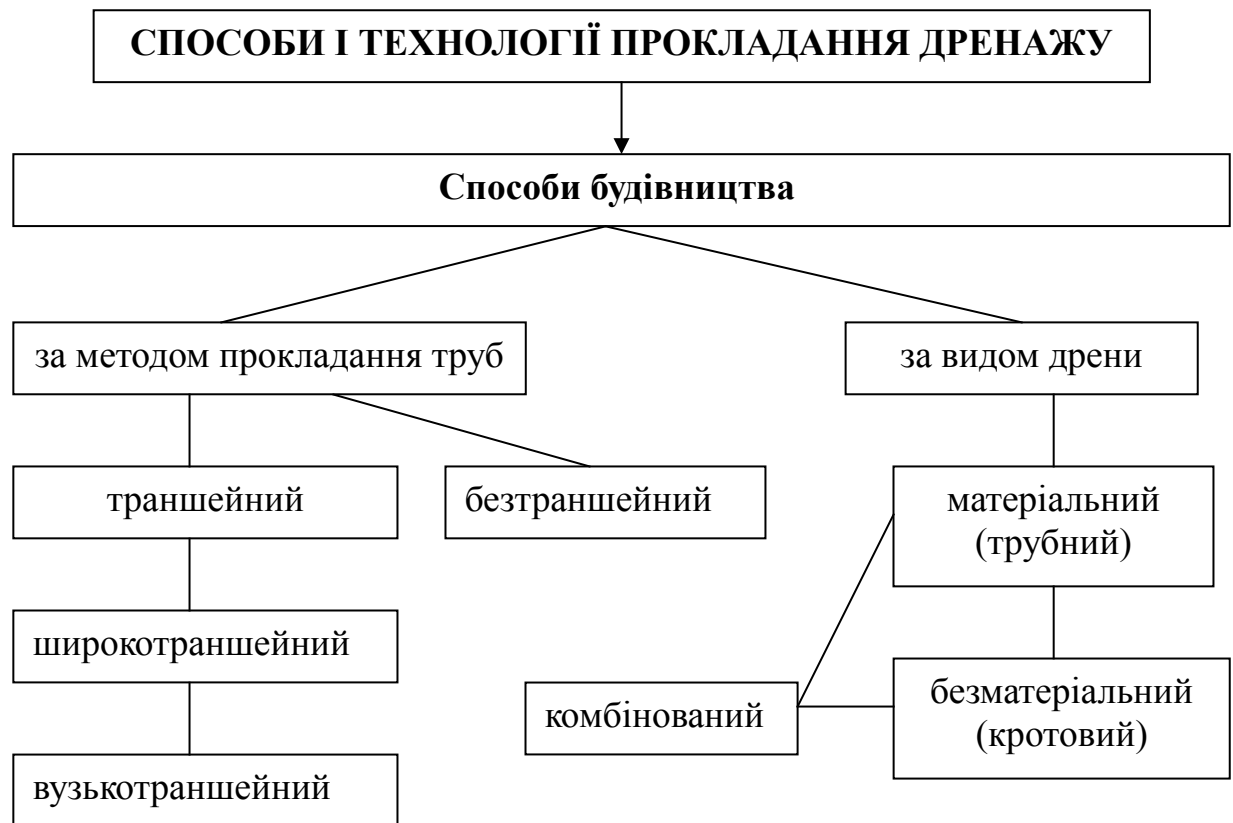 СПОСОБИ І ТЕХНОЛОГІЇ ПРОКЛАДАННЯ ДРЕНАЖУ
Способи будівництва
за методом прокладання труб
за видом дрени
траншейний
безтраншейний
матеріальний
(трубний)
широкотраншейний
комбінований
безматеріальний
(кротовий)
вузькотраншейний